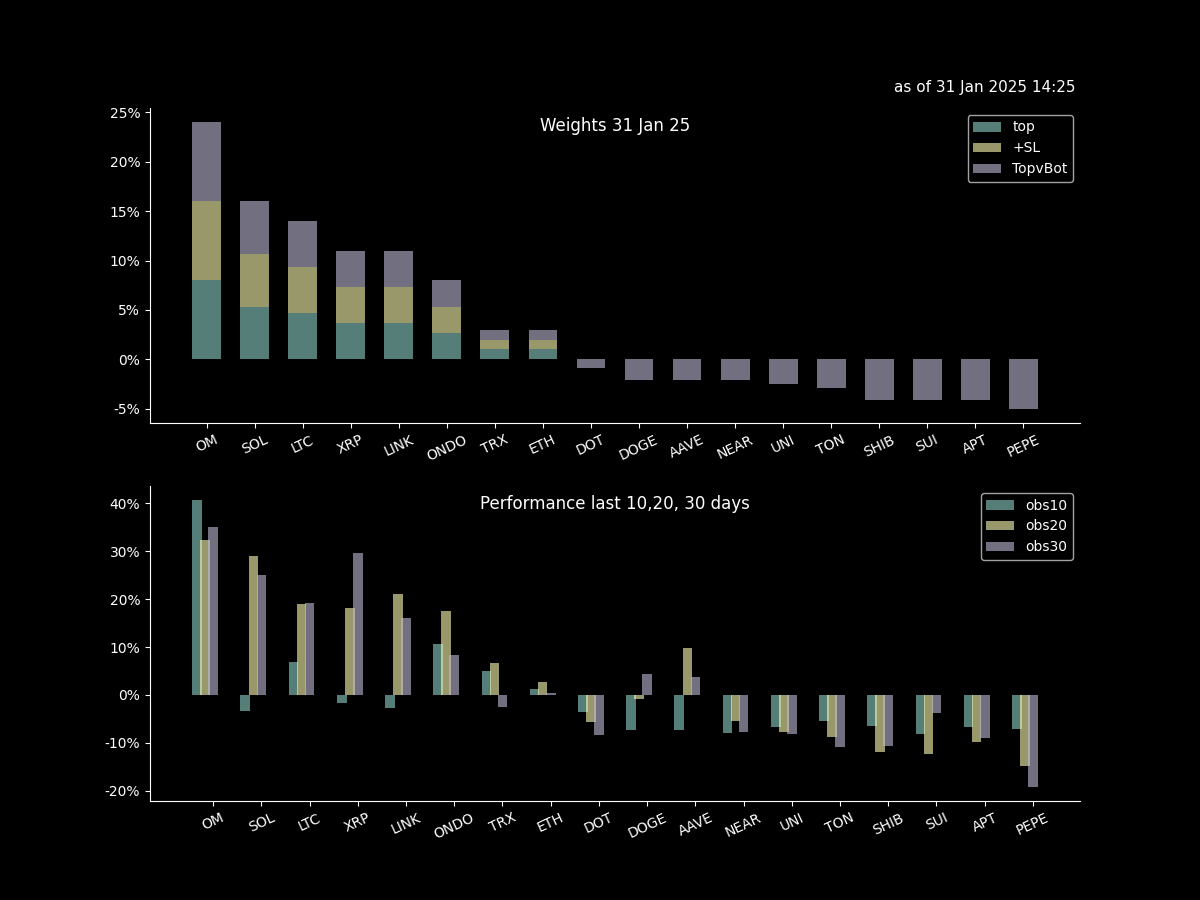 as of 31 Jan 2025 14:25
Weights 31 Jan 25
top
+SL
TopvBot
25%
20%
15%
10%
5%
0%
-5%
OM SOL LTC XRP LINK ONDO TRX ETH DOT DOGE AAVE NEAR UNI TON SHIB SUI APT PEPE
Performance last 10,20, 30 days
obs10
obs20
obs30
40%
30%
20%
10%
0%
-10%
-20%
OM SOL LTC XRP LINK ONDO TRX ETH DOT DOGE AAVE NEAR UNI TON SHIB SUI APT PEPE